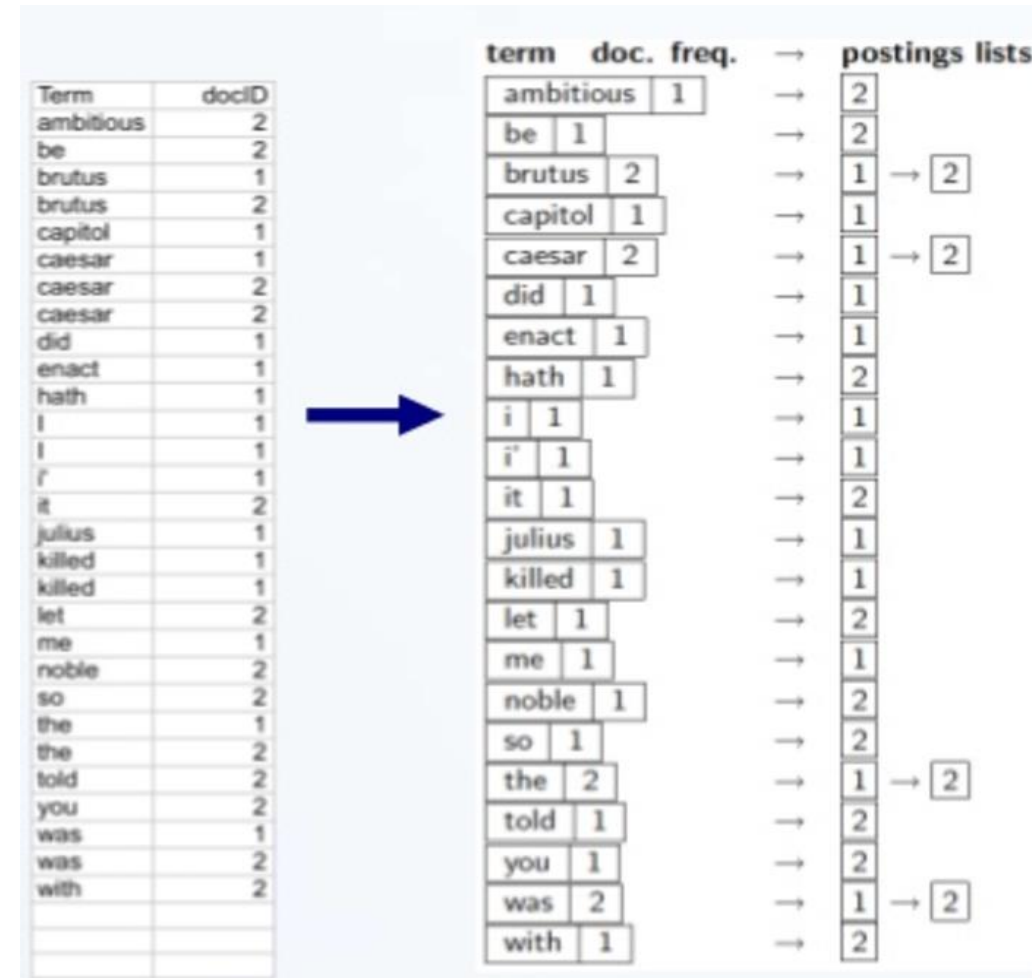 Term docID
ambitious 2
be 2
brutus 1
brutus 2
capitol 1
caesar 1
caesar 2
caesar 2
did 1
enact 1
hath 1
I 1
I 1
i' 1
it 2
julius 1
killed 1
killed 1
let 2
me 1
noble 2
so 2
the 1
the 2
told 2
you 2
was 1
was 2
with 2
term doc. freq. → postings lists
ambitious 1 → 2
be 1 → 2
brutus 2 → 1 → 2
capitol 1 → 1
caesar 2 → 1 → 2
did 1 → 1
enact 1 → 1
hath 1 → 2
i 1 → 1
i' 1 → 1
it 1 → 2
julius 1 → 1
killed 1 → 1
let 1 → 2
me 1 → 1
noble 1 → 2
so 1 → 2
the 2 → 1 → 2
told 1 → 2
you 1 → 2
was 2 → 1 → 2
with 1 → 2